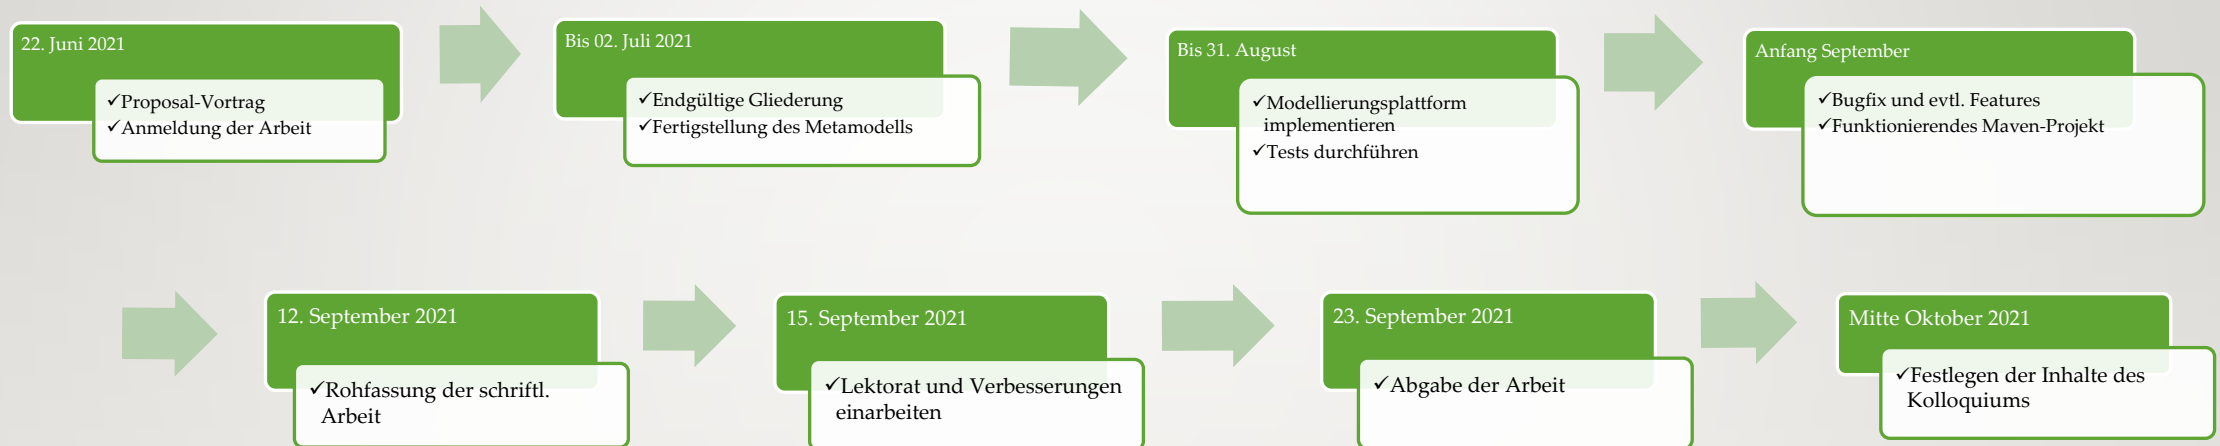 22. Juni 2021
✓Proposal-Vortrag
✓Anmeldung der Arbeit
Bis 02. Juli 2021
✓Endgültige Gliederung
✓Fertigstellung des Metamodells
Bis 31. August
✓Modellierungsplattform
implementieren
✓Tests durchführen
Anfang September
✓Bugfix und evtl. Features
✓Funktionierendes Maven-Projekt
12. September 2021
✓Rohfassung der schriftl.
Arbeit
15. September 2021
✓Lektorat und Verbesserungen
einarbeiten
23. September 2021
✓Abgabe der Arbeit
Mitte Oktober 2021
✓Festlegen der Inhalte des
Kolloquiums